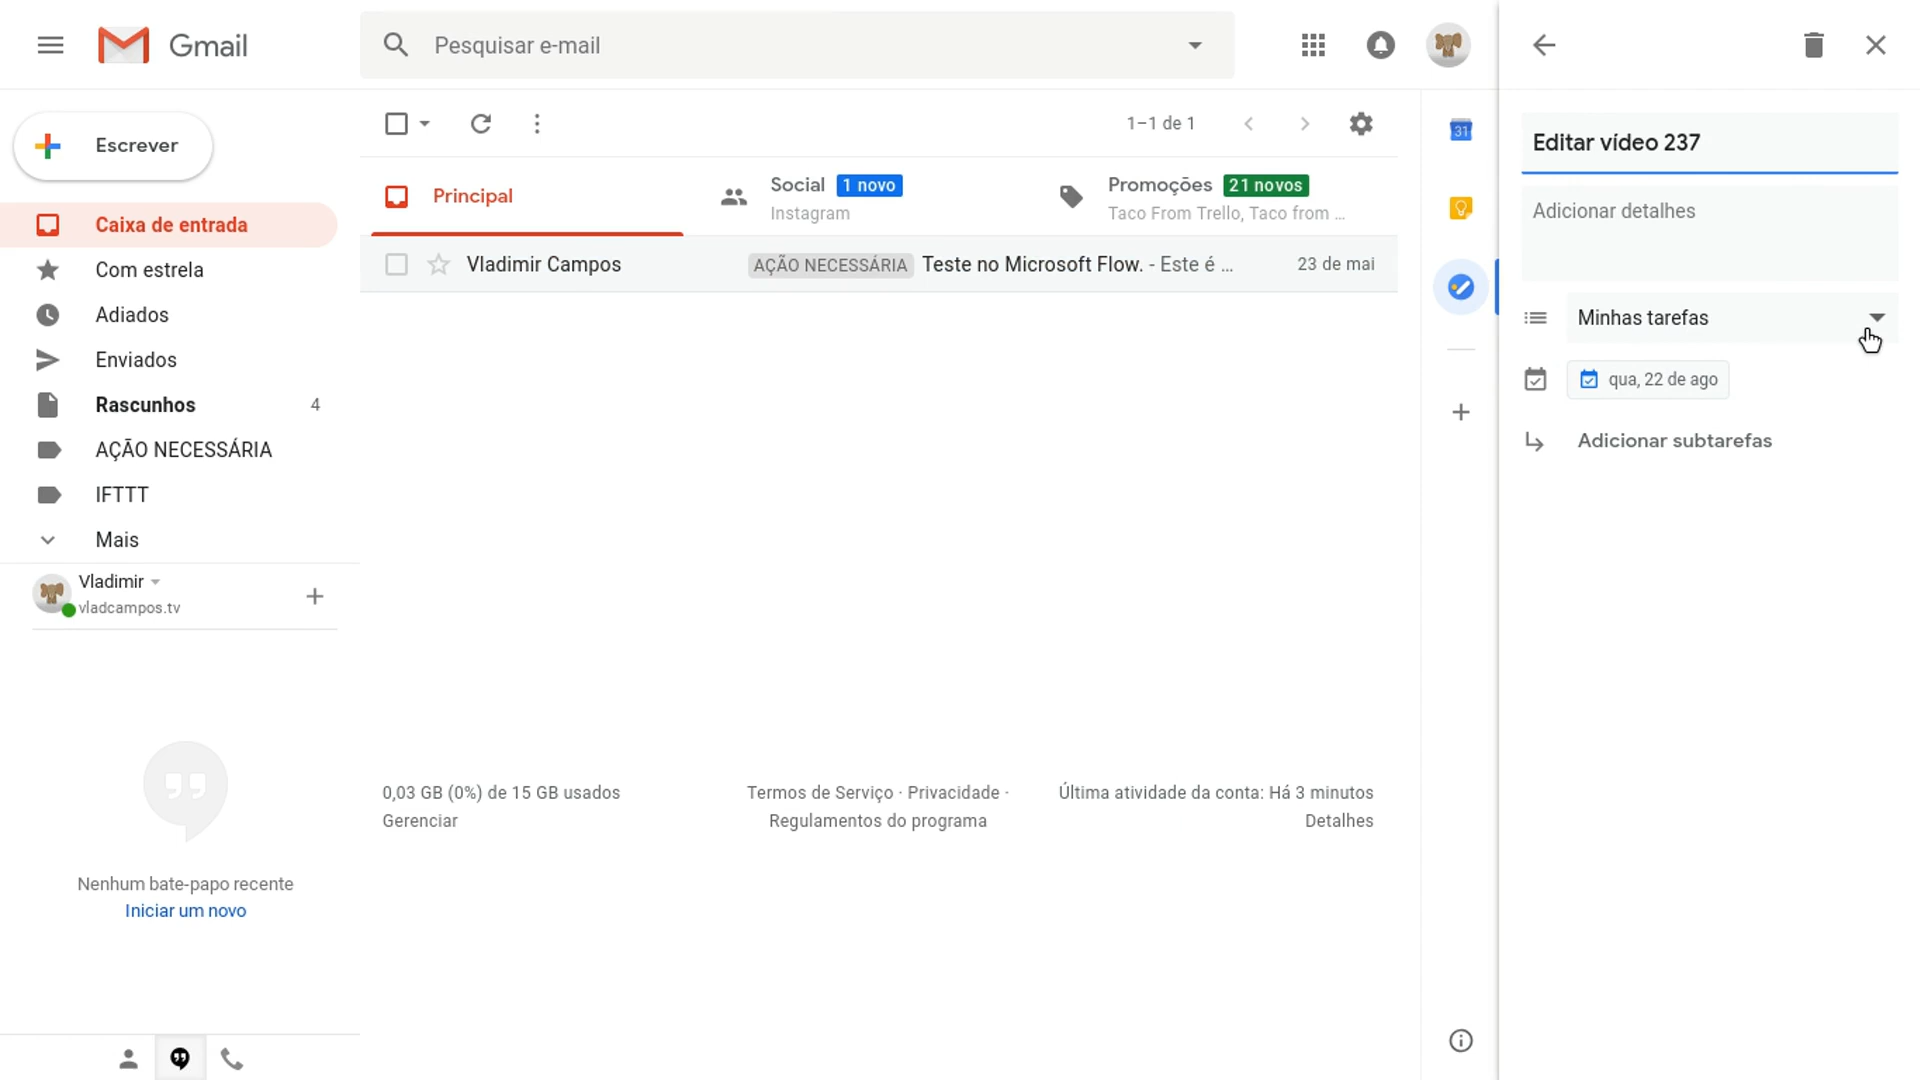 Gmail
Pesquisar e-mail
Escrever
Caixa de entrada
Com estrela
Adiados
Enviados
Rascunhos 4
AÇÃO NECESSÁRIA
IFTTT
Mais
Vladimir
vladcampos.tv
Nenhum bate-papo recente
Iniciar um novo
1–1 de 1
Principal
Social 1 novo
Instagram
Promoções 21 novos
Taco From Trello, Taco from ...
Vladimir Campos AÇÃO NECESSÁRIA Teste no Microsoft Flow. - Este é ... 23 de mai
0,03 GB (0%) de 15 GB usados
Gerenciar
Termos de Serviço · Privacidade ·
Regulamentos do programa
Última atividade da conta: Há 3 minutos
Detalhes
31
Editar vídeo 237
Adicionar detalhes
Minhas tarefas
qua, 22 de ago
Adicionar subtarefas